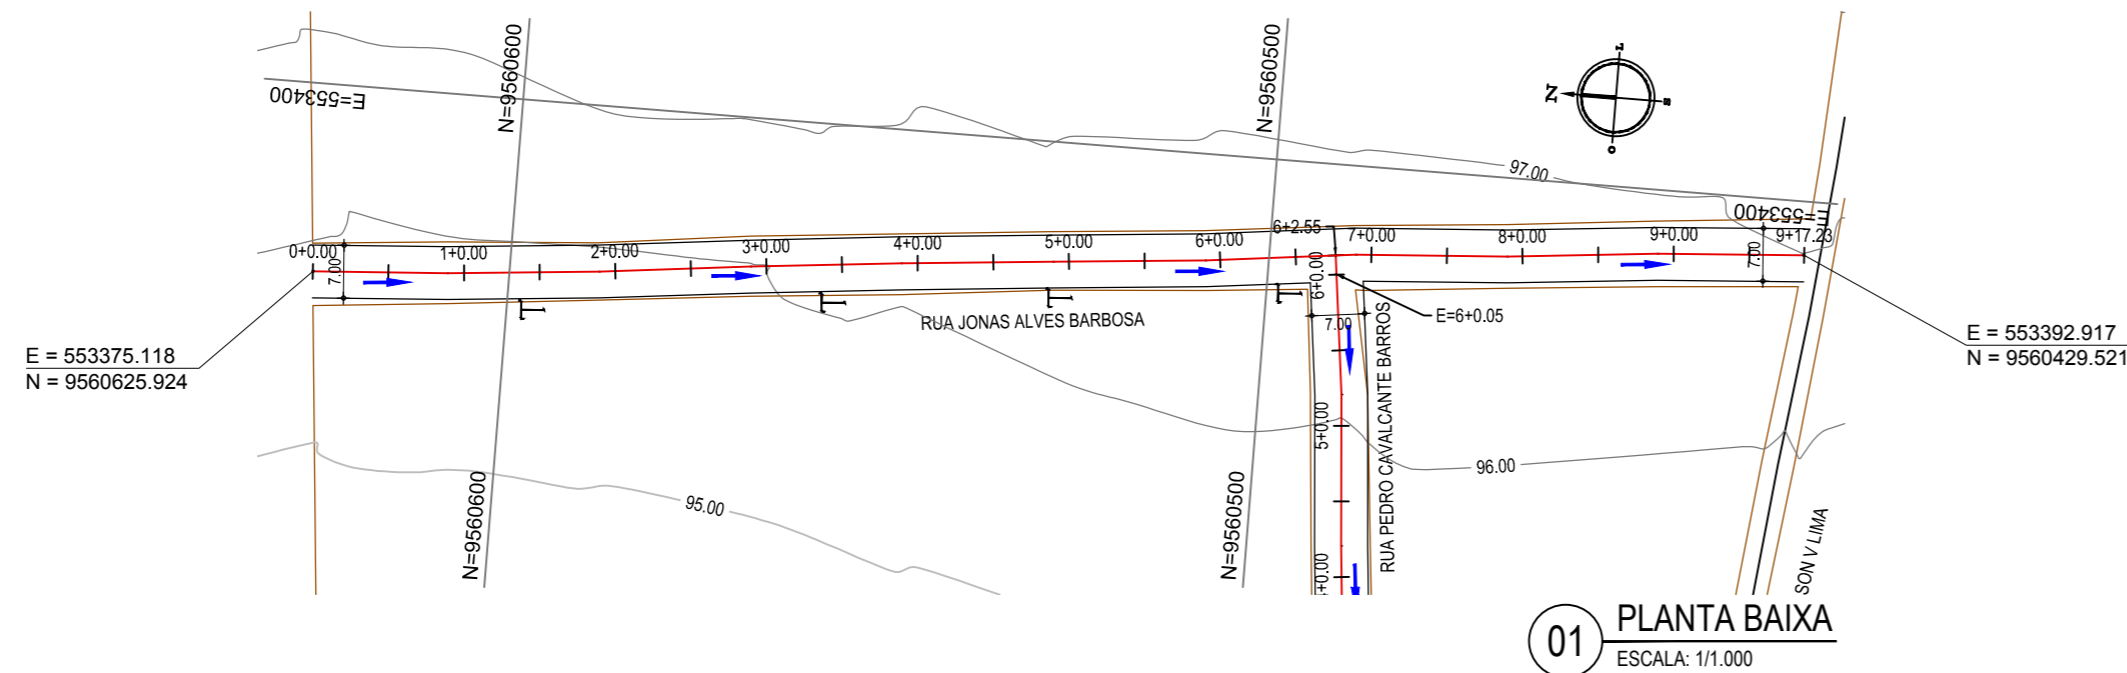 N=9560600
N=9560500
E=553400
L
N
S
O
97.00
E=553400
0+0.00
1+0.00
2+0.00
3+0.00
4+0.00
5+0.00
6+0.00
6+2.55
7+0.00
8+0.00
9+0.00
9+17.23
7.00
7.00
6+0.00
RUA JONAS ALVES BARBOSA
7.00
E=6+0.05
E = 553375.118
N = 9560625.924
E = 553392.917
N = 9560429.521
RUA PEDRO CAVALCANTE BARROS
5+0.00
96.00
95.00
N=9560600
N=9560500
+0.00
SON V LIMA
01
PLANTA BAIXA
ESCALA: 1/1.000